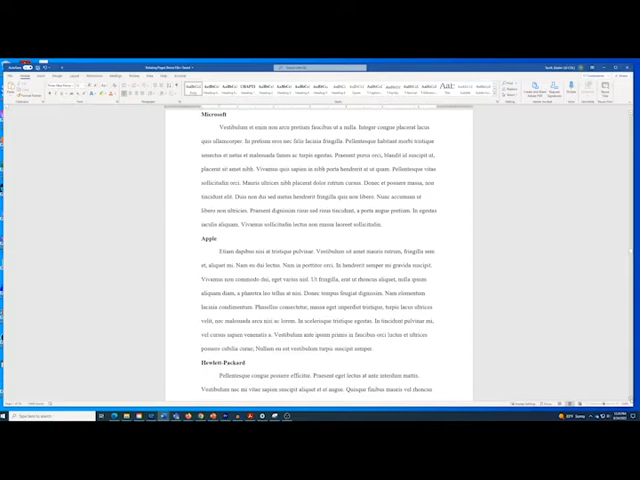 Microsoft
Vestibulum et enim non arcu pretium faucibus ut a nulla. Integer congue placerat lacus
quis ullamcorper. In pretium eros nec felis lacinia fringilla. Pellentesque habitant morbi tristique
senectus et netus et malesuada fames ac turpis egestas. Praesent purus orci, blandit id suscipit ut,
placerat sit amet nibh. Vivamus quis sapien in nibh porta hendrerit at ut quam. Pellentesque vitae
sollicitudin orci. Mauris ultrices nibh placerat dolor rutrum cursus. Donec et posuere massa, non
tincidunt elit. Duis non dui sed metus hendrerit fringilla quis non libero. Nunc accumsan ut
libero non ultricies. Praesent dignissim risus sed risus tincidunt, a porta augue pretium. In egestas
iaculis aliquam. Vivamus sollicitudin lectus non massa laoreet sollicitudin.
Apple
Etiam dapibus nisi at tristique pulvinar. Vestibulum sit amet mauris rutrum, fringilla sem
et, aliquet mi. Nam eu dui lectus. Nam in porttitor orci. In hendrerit semper mi gravida suscipit.
Vivamus non commodo dui, eget varius nisl. Ut fringilla, erat ut rhoncus aliquet, nulla ipsum
aliquam diam, a pharetra leo tellus at nisi. Donec tempus feugiat dignissim. Nam elementum
lacinia condimentum. Phasellus consectetur, massa eget imperdiet tristique, turpis lacus ultrices
velit, nec malesuada arcu nisi ac lorem. In scelerisque tristique egestas. In tincidunt pulvinar mi,
vel cursus sapien venenatis a. Vestibulum ante ipsum primis in faucibus orci luctus et ultrices
posuere cubilia curae; Nullam eu est vestibulum turpis suscipit semper.
Hewlett-Packard
Pellentesque congue posuere efficitur. Praesent eget lectus at ante interdum mattis.
Vestibulum nec mi vitae sapien suscipit aliquet et et augue. Quisque finibus mauris vel rhoncus
Type here to search